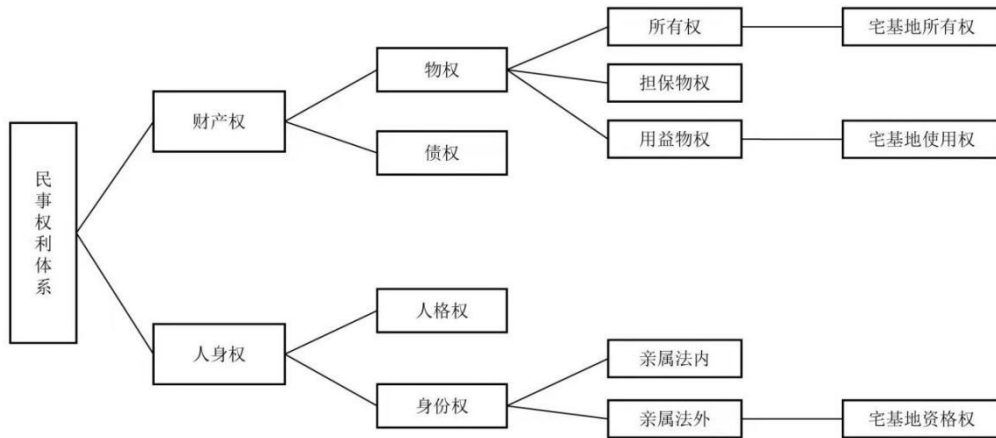 所有权
宅基地所有权
物权
担保物权
财产权
用益物权
宅基地使用权
债权
民事权利体系
人格权
人身权
亲属法内
身份权
亲属法外
宅基地资格权